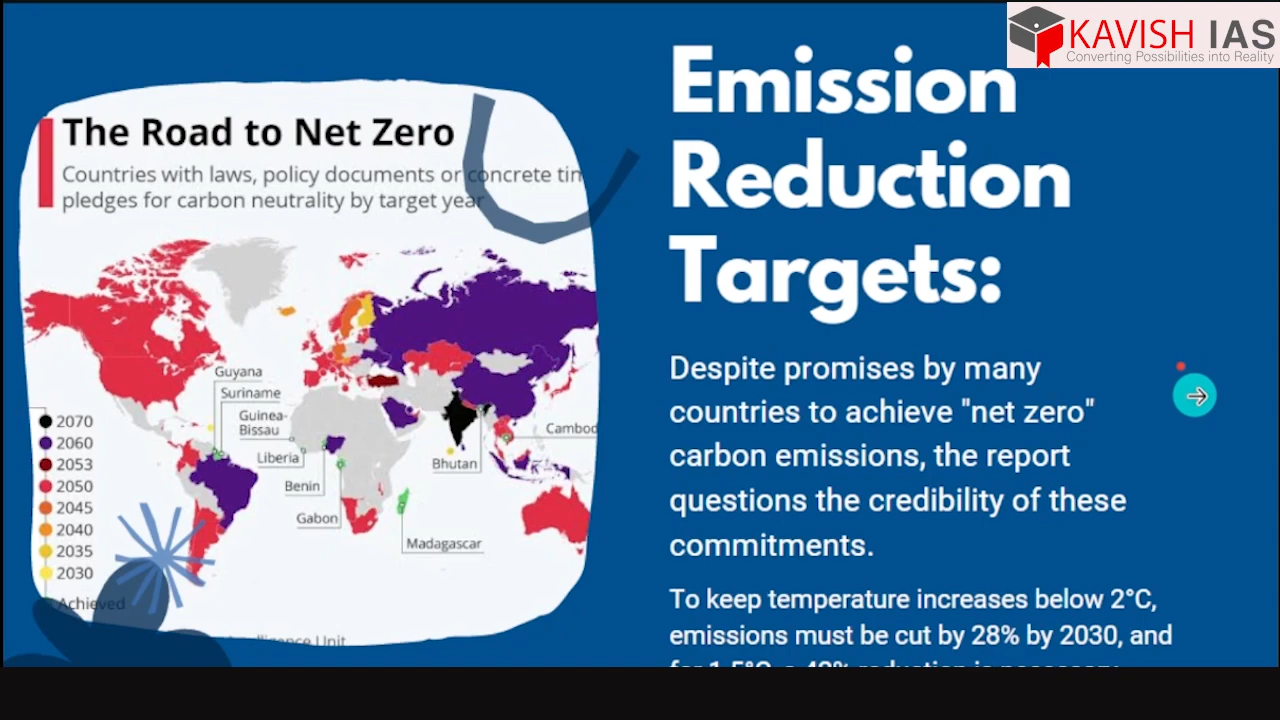 KAVISH IAS
Converting Possibilities into Reality
Emission
Reduction
Targets:
The Road to Net Zero
Countries with laws, policy documents or concrete
pledges for carbon neutrality by target year
Guyana
Suriname
Guinea-
Bissau
Liberia
Benin
Gabon
Madagascar
Bhutan
Cambod
2070
2060
2053
2050
2045
2040
2035
2030
Achieved
Unit
Despite promises by many
countries to achieve "net zero"
carbon emissions, the report
questions the credibility of these
commitments.
To keep temperature increases below 2°C,
emissions must be cut by 28% by 2030, and